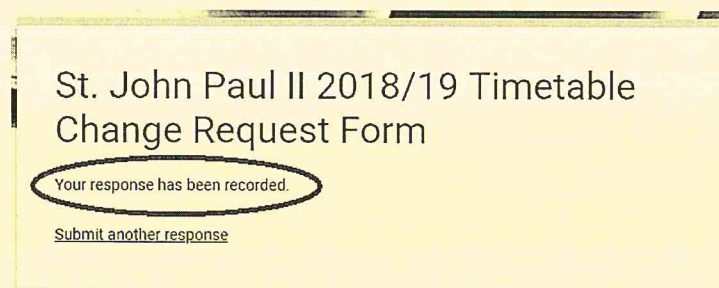 St. John Paul II 2018/19 Timetable
Change Request Form
Your response has been recorded.
Submit another response